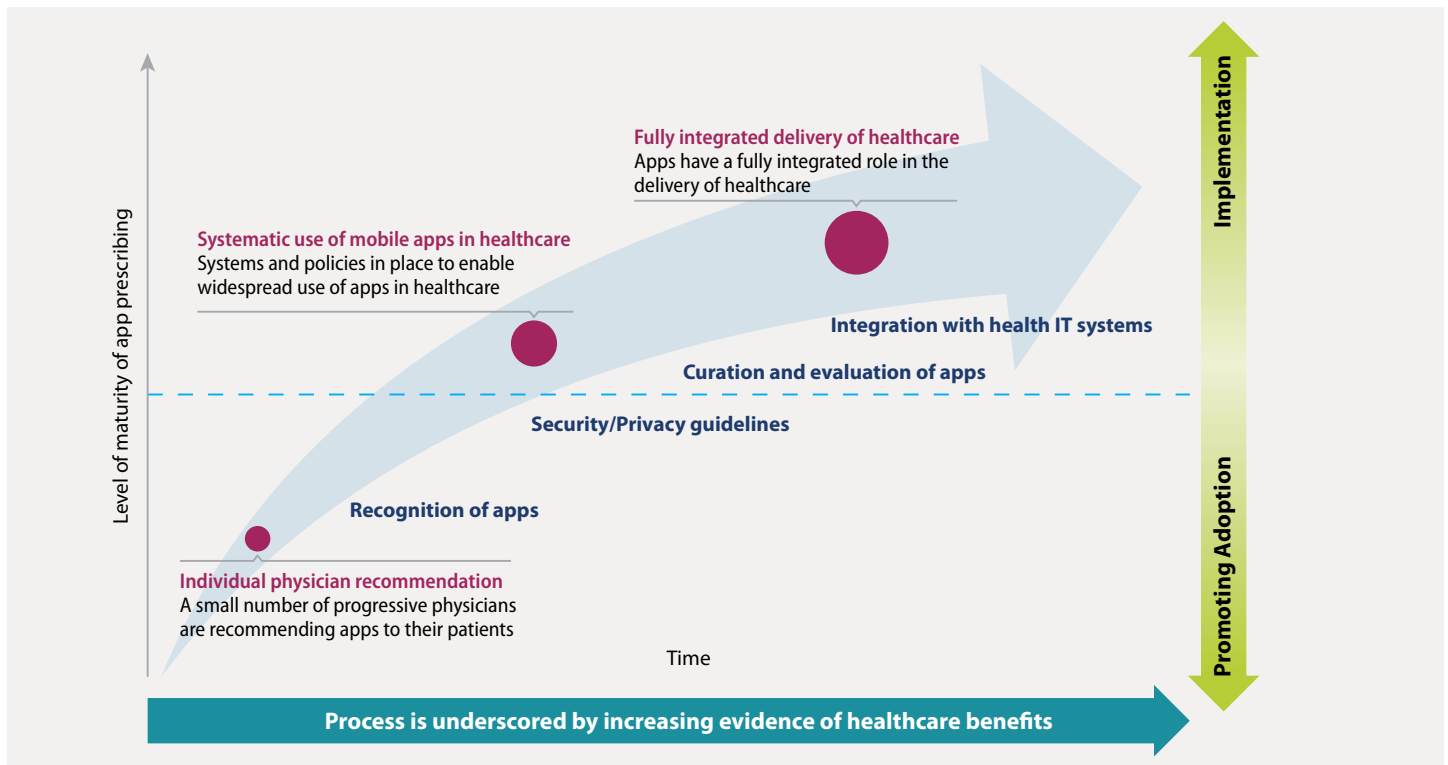 Fully integrated delivery of healthcare
Apps have a fully integrated role in the
delivery of healthcare
Systematic use of mobile apps in healthcare
Systems and policies in place to enable
widespread use of apps in healthcare
Integration with health IT systems
Curation and evaluation of apps
Security/Privacy guidelines
Recognition of apps
Individual physician recommendation
A small number of progressive physicians
are recommending apps to their patients
Level of maturity of app prescribing
Time
Process is underscored by increasing evidence of healthcare benefits
Implementation
Promoting Adoption